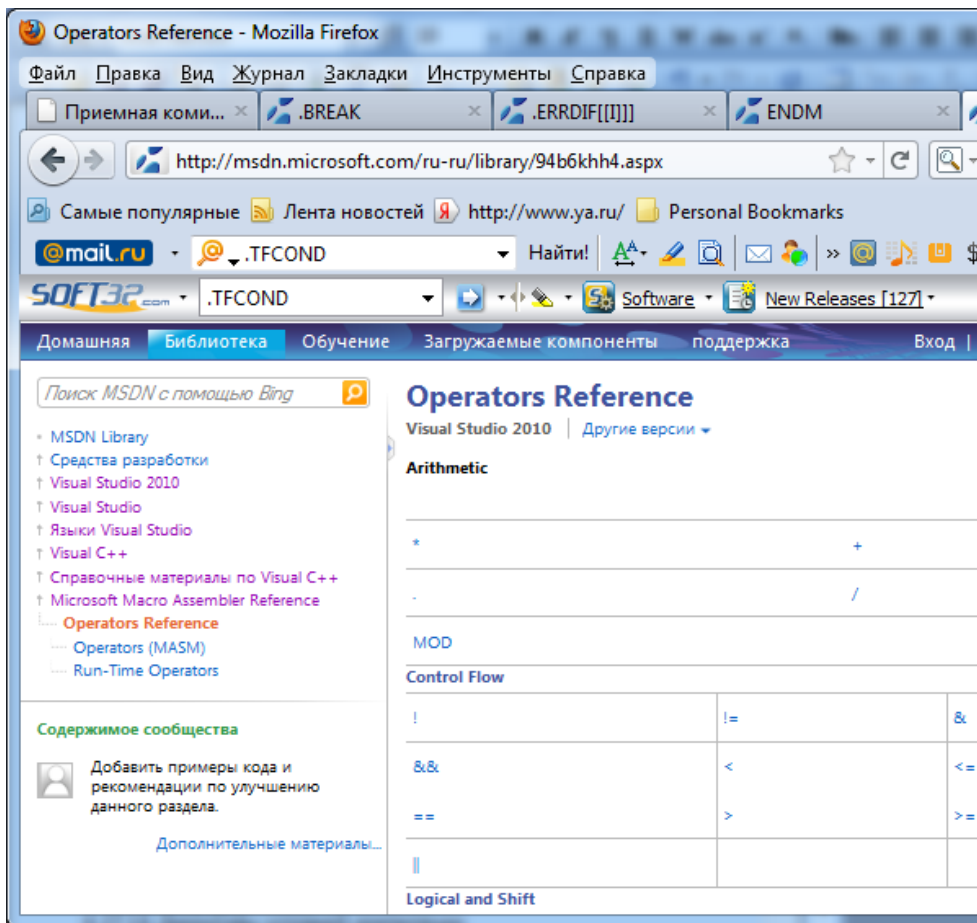 Operators Reference - Mozilla Firefox
Файл Правка Вид Журнал Закладки Инструменты Справка
Приемная коми... × .BREAK × .ERRDIF[[I]]] × ENDM ×
http://msdn.microsoft.com/ru-ru/library/94b6khh4.aspx
Самые популярные Лента новостей Я http://www.ya.ru/ Personal Bookmarks
@mail.ru .TFCOND Найти! » $
SOFT32.com .TFCOND Software New Releases [127]
Домашняя Библиотека Обучение Загружаемые компоненты поддержка Вход |
Поиск MSDN с помощью Bing
MSDN Library
Средства разработки
Visual Studio 2010
Visual Studio
Языки Visual Studio
Visual C++
Справочные материалы по Visual C++
Microsoft Macro Assembler Reference
Operators Reference
Operators (MASM)
Run-Time Operators
Содержимое сообщества
Добавить примеры кода и
рекомендации по улучшению
данного раздела.
Дополнительные материалы...
Operators Reference
Visual Studio 2010 | Другие версии
Arithmetic
* +
- /
MOD
Control Flow
! != &
&& < <=
== > >=
||
Logical and Shift